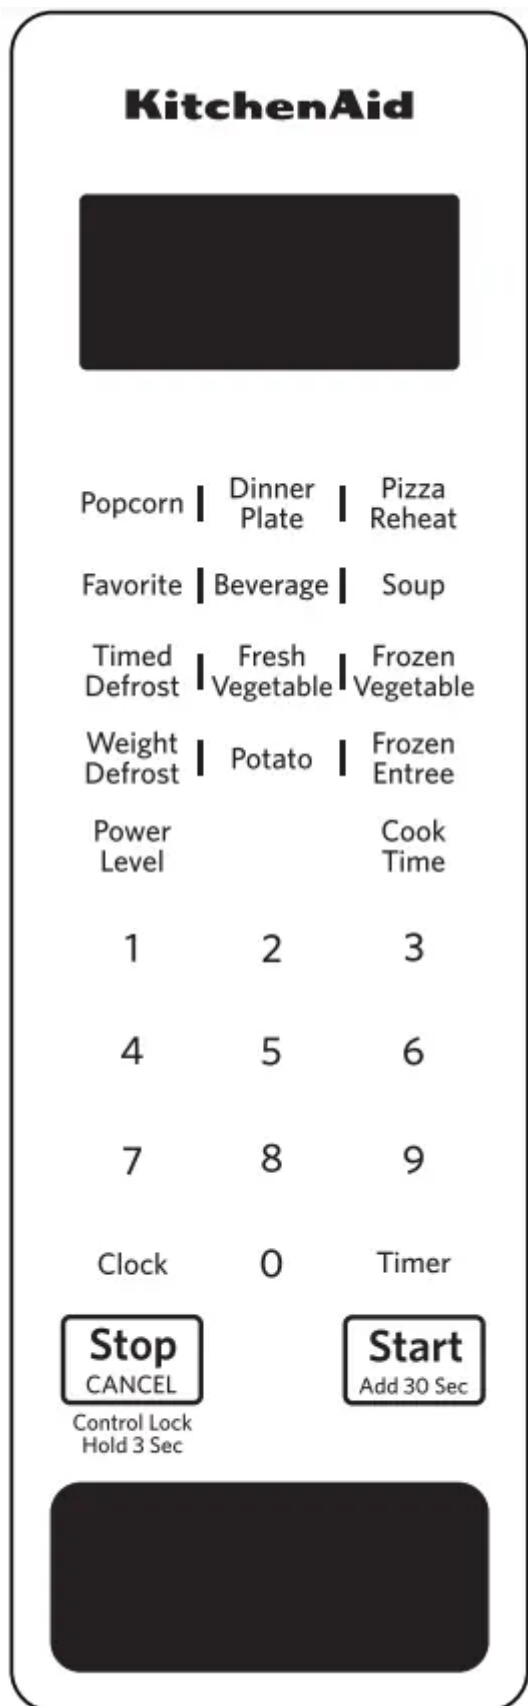 KitchenAid
Popcorn | Dinner Plate | Pizza Reheat
Favorite | Beverage | Soup
Timed Defrost | Fresh Vegetable | Frozen Vegetable
Weight Defrost | Potato | Frozen Entree
Power Level Cook Time
1 2 3
4 5 6
7 8 9
Clock 0 Timer
Stop
CANCEL
Control Lock
Hold 3 Sec
Start
Add 30 Sec